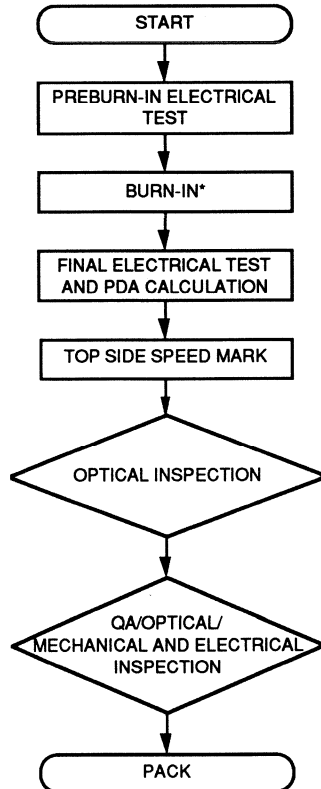 START
PREBURN-IN ELECTRICAL
TEST
BURN-IN*
FINAL ELECTRICAL TEST
AND PDA CALCULATION
TOP SIDE SPEED MARK
OPTICAL INSPECTION
QA/OPTICAL/
MECHANICAL AND ELECTRICAL
INSPECTION
PACK